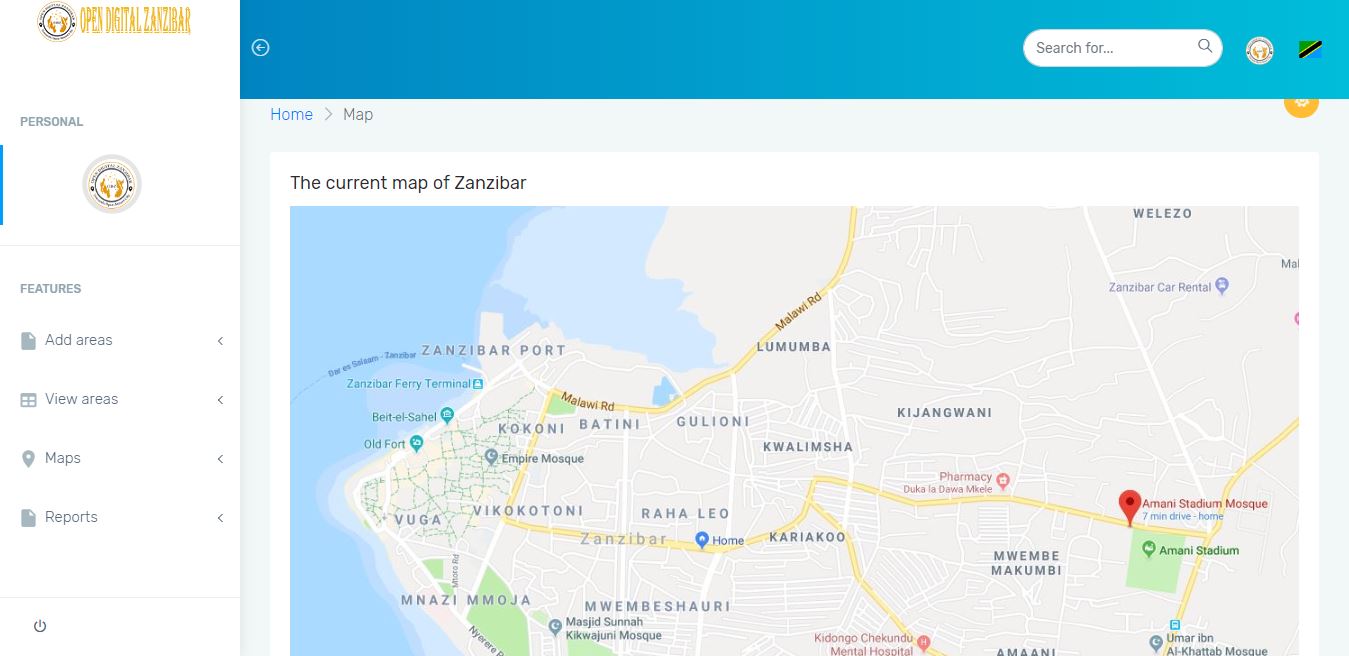 OPEN DIGITAL ZANZIBAR
Search for...
PERSONAL
FEATURES
Add areas
View areas
Maps
Reports
Home > Map
The current map of Zanzibar
WELEZO
Mal
Zanzibar Car Rental
Malawi Rd
LUMUMBA
ZANZIBAR PORT
Dar es Salaam - Zanzibar
Zanzibar Ferry Terminal
Malawi Rd
Beit-el-Sahel
KIJANGWANI
KOKONI
BATINI
GULIONI
Old Fort
KWALIMSHA
Empire Mosque
Pharmacy
Duka la Dawa Mkele
Amani Stadium Mosque
7 min drive - home
VUGA
VIKOKOTONI
RAHA LEO
Zanzibar
Home
KARIAKOO
Amani Stadium
MWEMBE
MAKUMBI
Mtoro Rd
MNAZI MMOJA
MWEMBESHAURI
Masjid Sunnah
Kikwajuni Mosque
Nyerere R
Kidongo Chekundu
Mental Hospital
Umar ibn
Al-Khattab Mosque
AMAANI